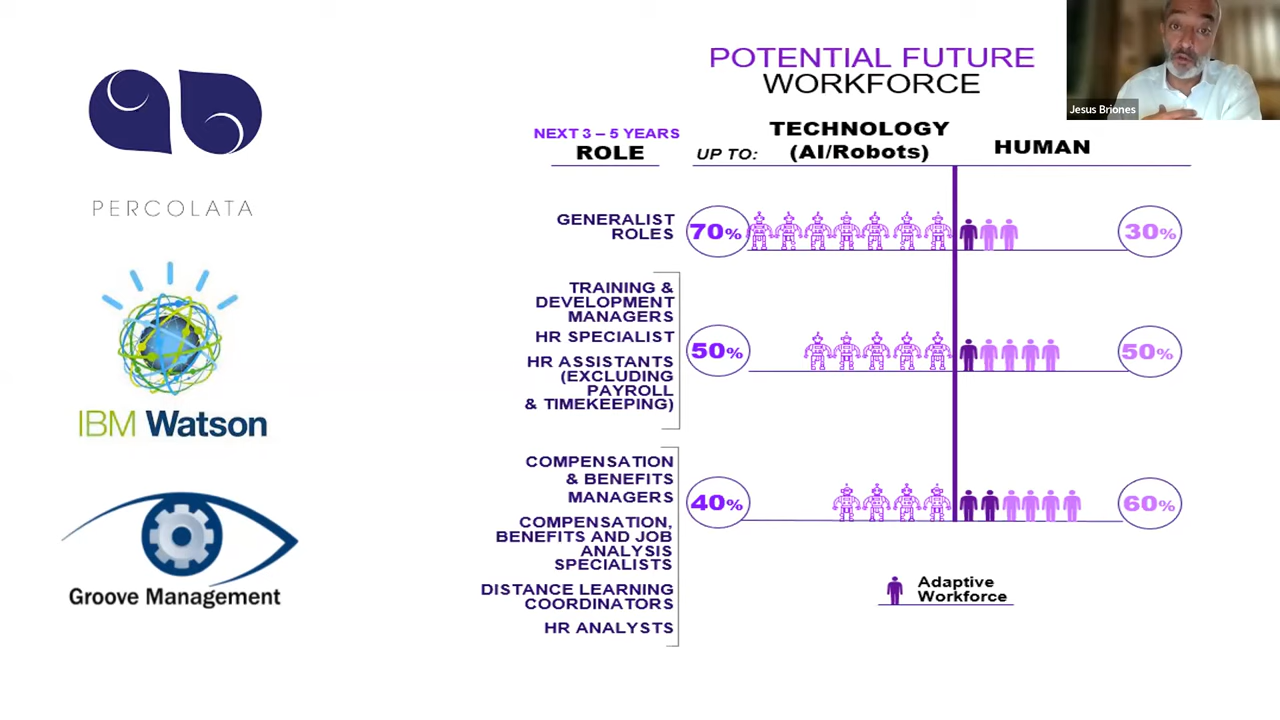 POTENTIAL FUTURE
WORKFORCE
Jesus Briones
NEXT 3 – 5 YEARS
ROLE
UP TO:
TECHNOLOGY
(AI/Robots)
HUMAN
PERCOLATA
GENERALIST
ROLES
70%
30%
TRAINING &
DEVELOPMENT
MANAGERS
HR SPECIALIST
HR ASSISTANTS
(EXCLUDING
PAYROLL
& TIMEKEEPING)
50%
50%
IBM Watson
COMPENSATION
& BENEFITS
MANAGERS
COMPENSATION,
BENEFITS AND JOB
ANALYSIS
SPECIALISTS
DISTANCE LEARNING
COORDINATORS
HR ANALYSTS
40%
60%
Groove Management
Adaptive
Workforce